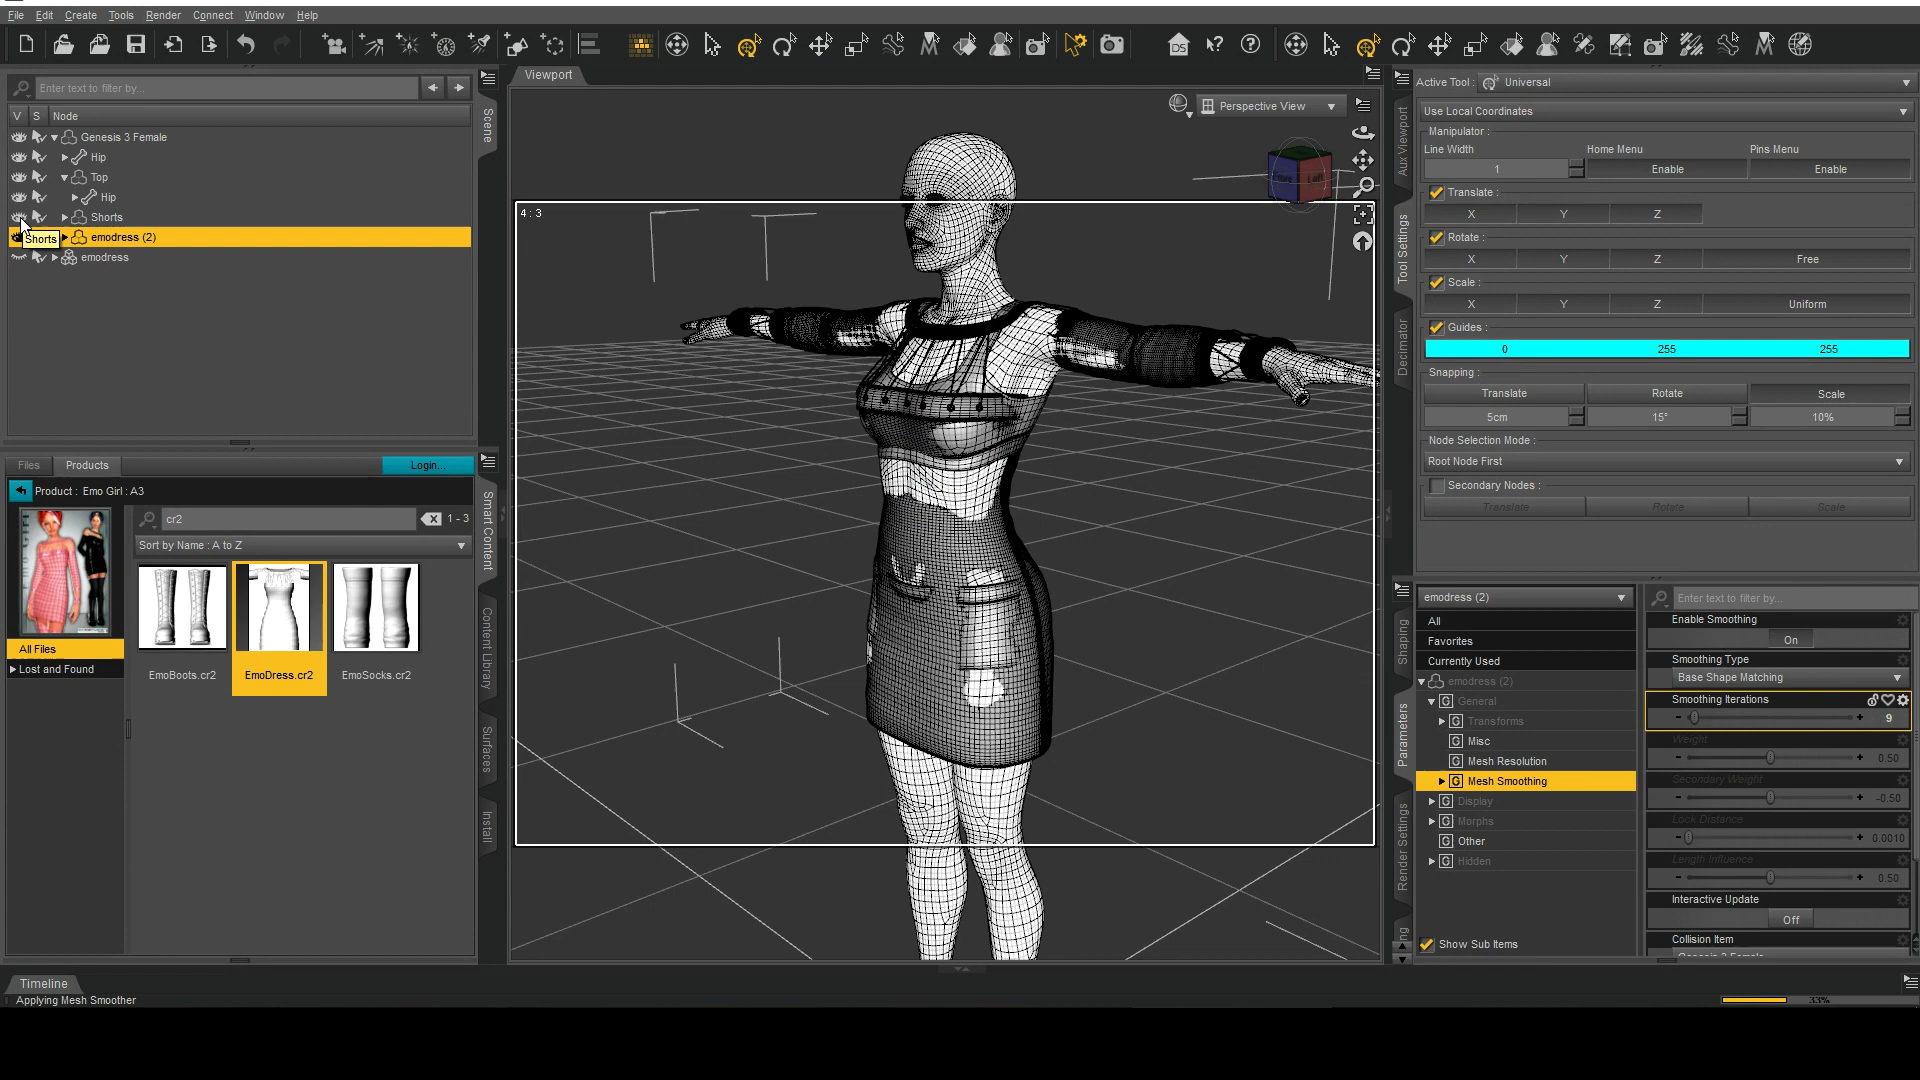 File Edit Create Tools Render Connect Window Help
Enter text to filter by...
V S Node
Genesis 3 Female
Hip
Top
Hip
Shorts
emodress (2)
Shorts
emodress
Scene
Files Products Login...
Product : Emo Girl : A3
cr2 1 - 3
Sort by Name : A to Z
All Files
Lost and Found
EmoBoots.cr2 EmoDress.cr2 EmoSocks.cr2
Smart Content
Content Library
Surfaces
Install
Viewport
Perspective View
4 : 3
Aux Viewport
Tool Settings
Decimator
Active Tool : Universal
Use Local Coordinates
Manipulator :
Line Width Home Menu Pins Menu
1 Enable Enable
Translate :
X Y Z
Rotate :
X Y Z Free
Scale :
X Y Z Uniform
Guides :
0 255 255
Snapping :
Translate Rotate Scale
5cm 15° 10%
Node Selection Mode :
Root Node First
Secondary Nodes :
Translate Rotate Scale
Shaping
Parameters
Render Settings
emodress (2)
All
Favorites
Currently Used
emodress (2)
General
Transforms
Misc
Mesh Resolution
Mesh Smoothing
Display
Morphs
Other
Hidden
Show Sub Items
Enter text to filter by...
Enable Smoothing
On
Smoothing Type
Base Shape Matching
Smoothing Iterations
9
Weight
0.50
Secondary Weight
-0.50
Lock Distance
0.0010
Length Influence
0.50
Interactive Update
Off
Collision Item
Genesis 3 Female
Timeline
Applying Mesh Smoother
33%